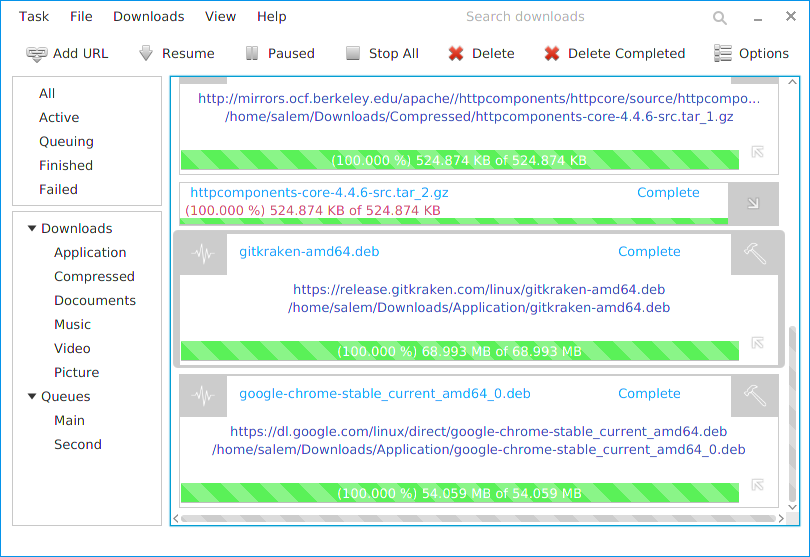 Task File Downloads View Help Search downloads
Add URL Resume Paused Stop All Delete Delete Completed Options
All
Active
Queuing
Finished
Failed
Downloads
Application
Compressed
Docouments
Music
Video
Picture
Queues
Main
Second
http://mirrors.ocf.berkeley.edu/apache//httpcomponents/httpcore/source/httpcompo...
/home/salem/Downloads/Compressed/httpcomponents-core-4.4.6-src.tar_1.gz
(100.000 %) 524.874 KB of 524.874 KB
httpcomponents-core-4.4.6-src.tar_2.gz Complete
(100.000 %) 524.874 KB of 524.874 KB
gitkraken-amd64.deb Complete
https://release.gitkraken.com/linux/gitkraken-amd64.deb
/home/salem/Downloads/Application/gitkraken-amd64.deb
(100.000 %) 68.993 MB of 68.993 MB
google-chrome-stable_current_amd64_0.deb Complete
https://dl.google.com/linux/direct/google-chrome-stable_current_amd64.deb
/home/salem/Downloads/Application/google-chrome-stable_current_amd64_0.deb
(100.000 %) 54.059 MB of 54.059 MB